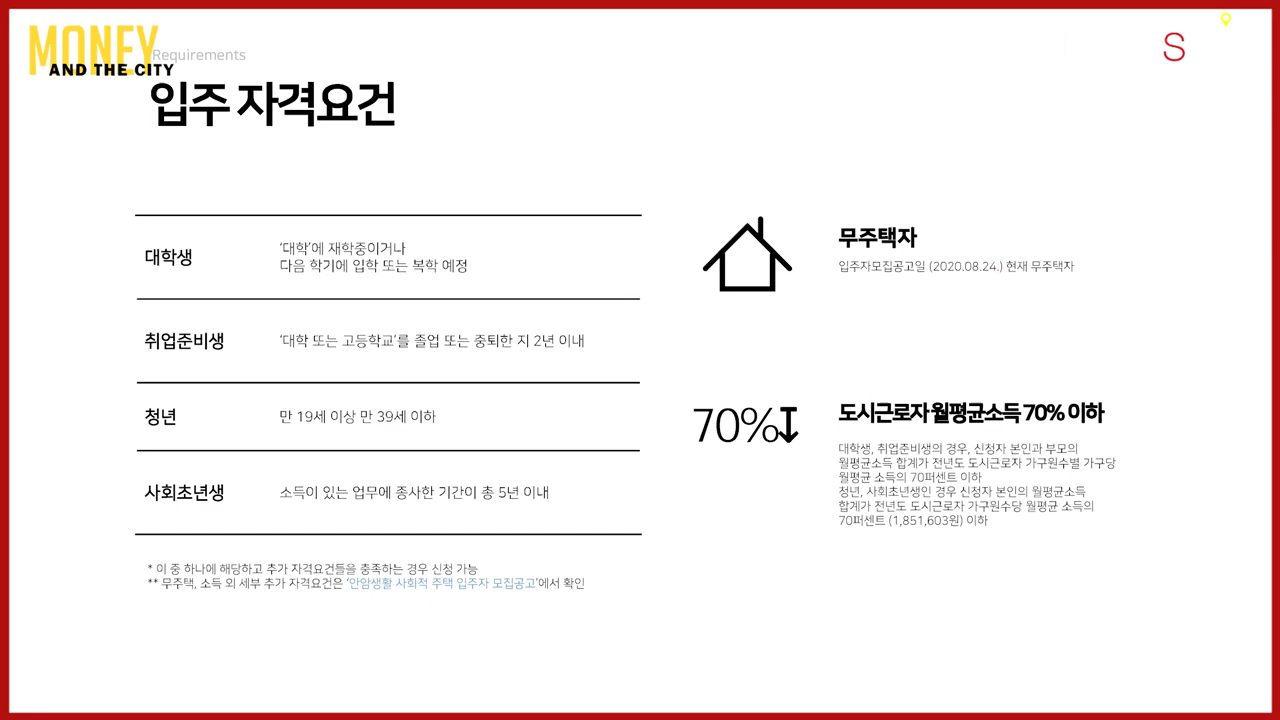 MONEY
AND THE CITY
Requirements
S
입주 자격요건
대학생
‘대학’에 재학중이거나
다음 학기에 입학 또는 복학 예정
취업준비생
‘대학 또는 고등학교’를 졸업 또는 중퇴한 지 2년 이내
청년
만 19세 이상 만 39세 이하
사회초년생
소득이 있는 업무에 종사한 기간이 총 5년 이내
* 이 중 하나에 해당하고 추가 자격요건들을 충족하는 경우 신청 가능
** 무주택, 소득 외 세부 추가 자격요건은 ‘안암생활 사회적 주택 입주자 모집공고’에서 확인
무주택자
입주자모집공고일 (2020.08.24.) 현재 무주택자
70%
도시근로자 월평균소득 70% 이하
대학생, 취업준비생의 경우, 신청자 본인과 부모의
월평균소득 합계가 전년도 도시근로자 가구원수별 가구당
월평균 소득의 70퍼센트 이하
청년, 사회초년생인 경우 신청자 본인의 월평균소득
합계가 전년도 도시근로자 가구원수당 월평균 소득의
70퍼센트 (1,851,603원) 이하